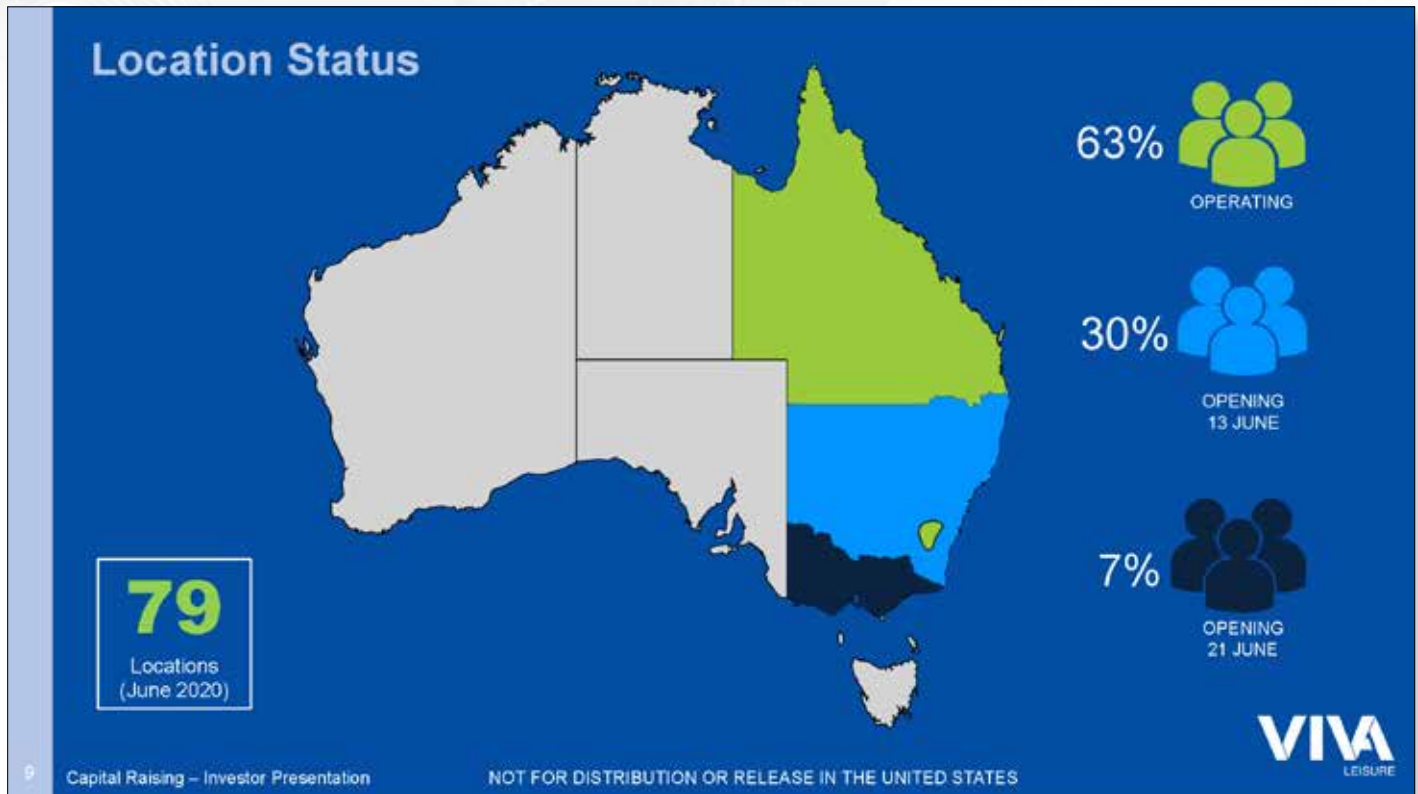 Location Status
63%
OPERATING
30%
OPENING
13 JUNE
7%
OPENING
21 JUNE
79
Locations
(June 2020)
VIVA
LEISURE
9
Capital Raising – Investor Presentation
NOT FOR DISTRIBUTION OR RELEASE IN THE UNITED STATES